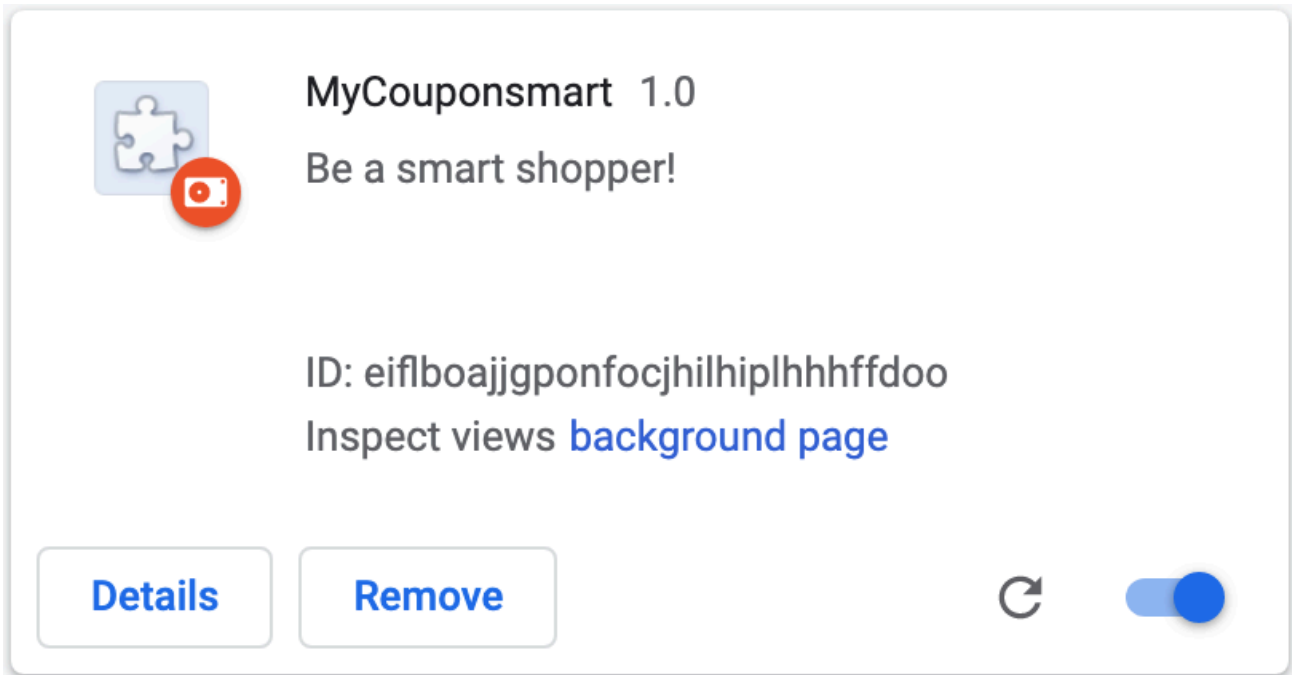 MyCouponsmart 1.0
Be a smart shopper!
ID: eiflboajjgponfocjhilhiplhhhffdoo
Inspect views background page
Details Remove